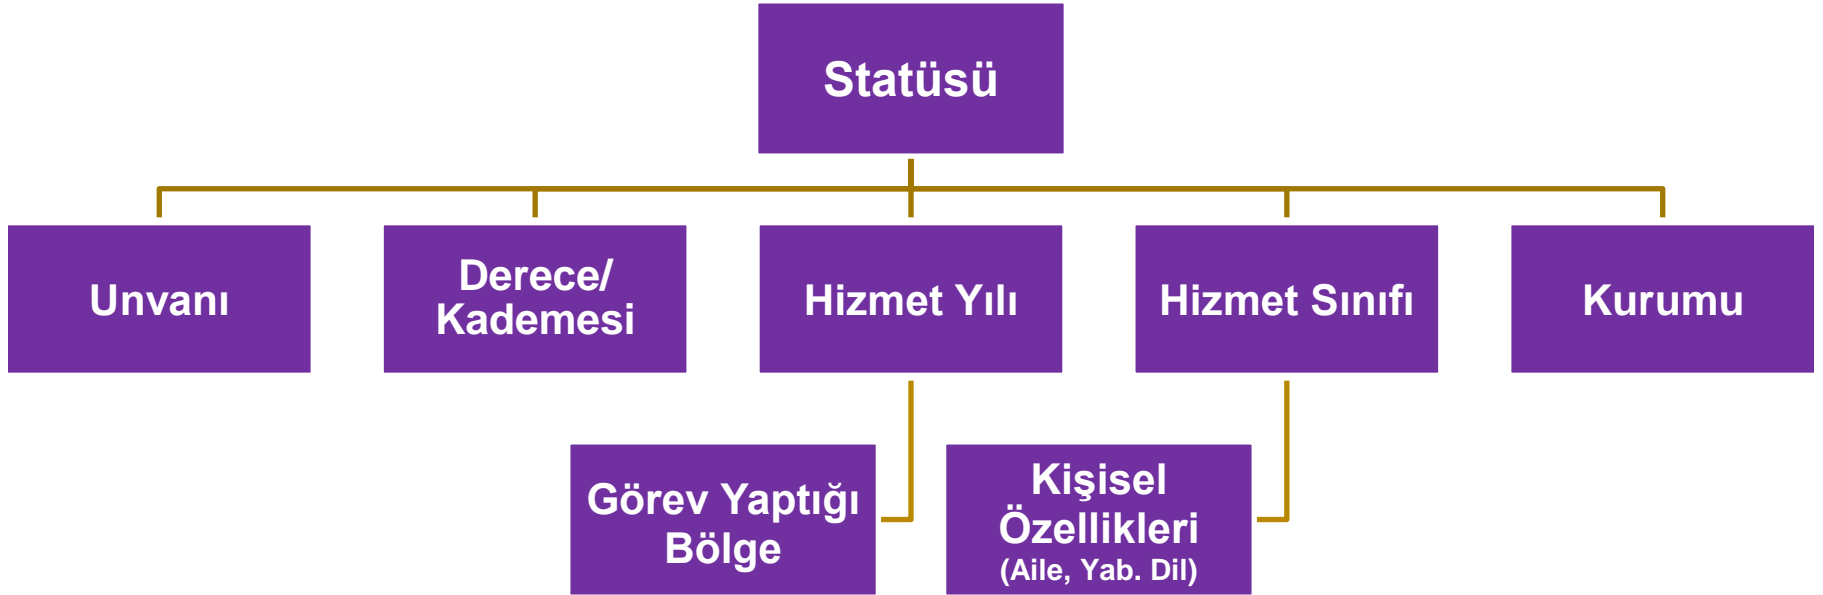 Statüsü
Unvanı
Derece/
Kademesi
Hizmet Yılı
Hizmet Sınıfı
Kurumu
Görev Yaptığı
Bölge
Kişisel
Özellikleri
(Aile, Yab. Dil)